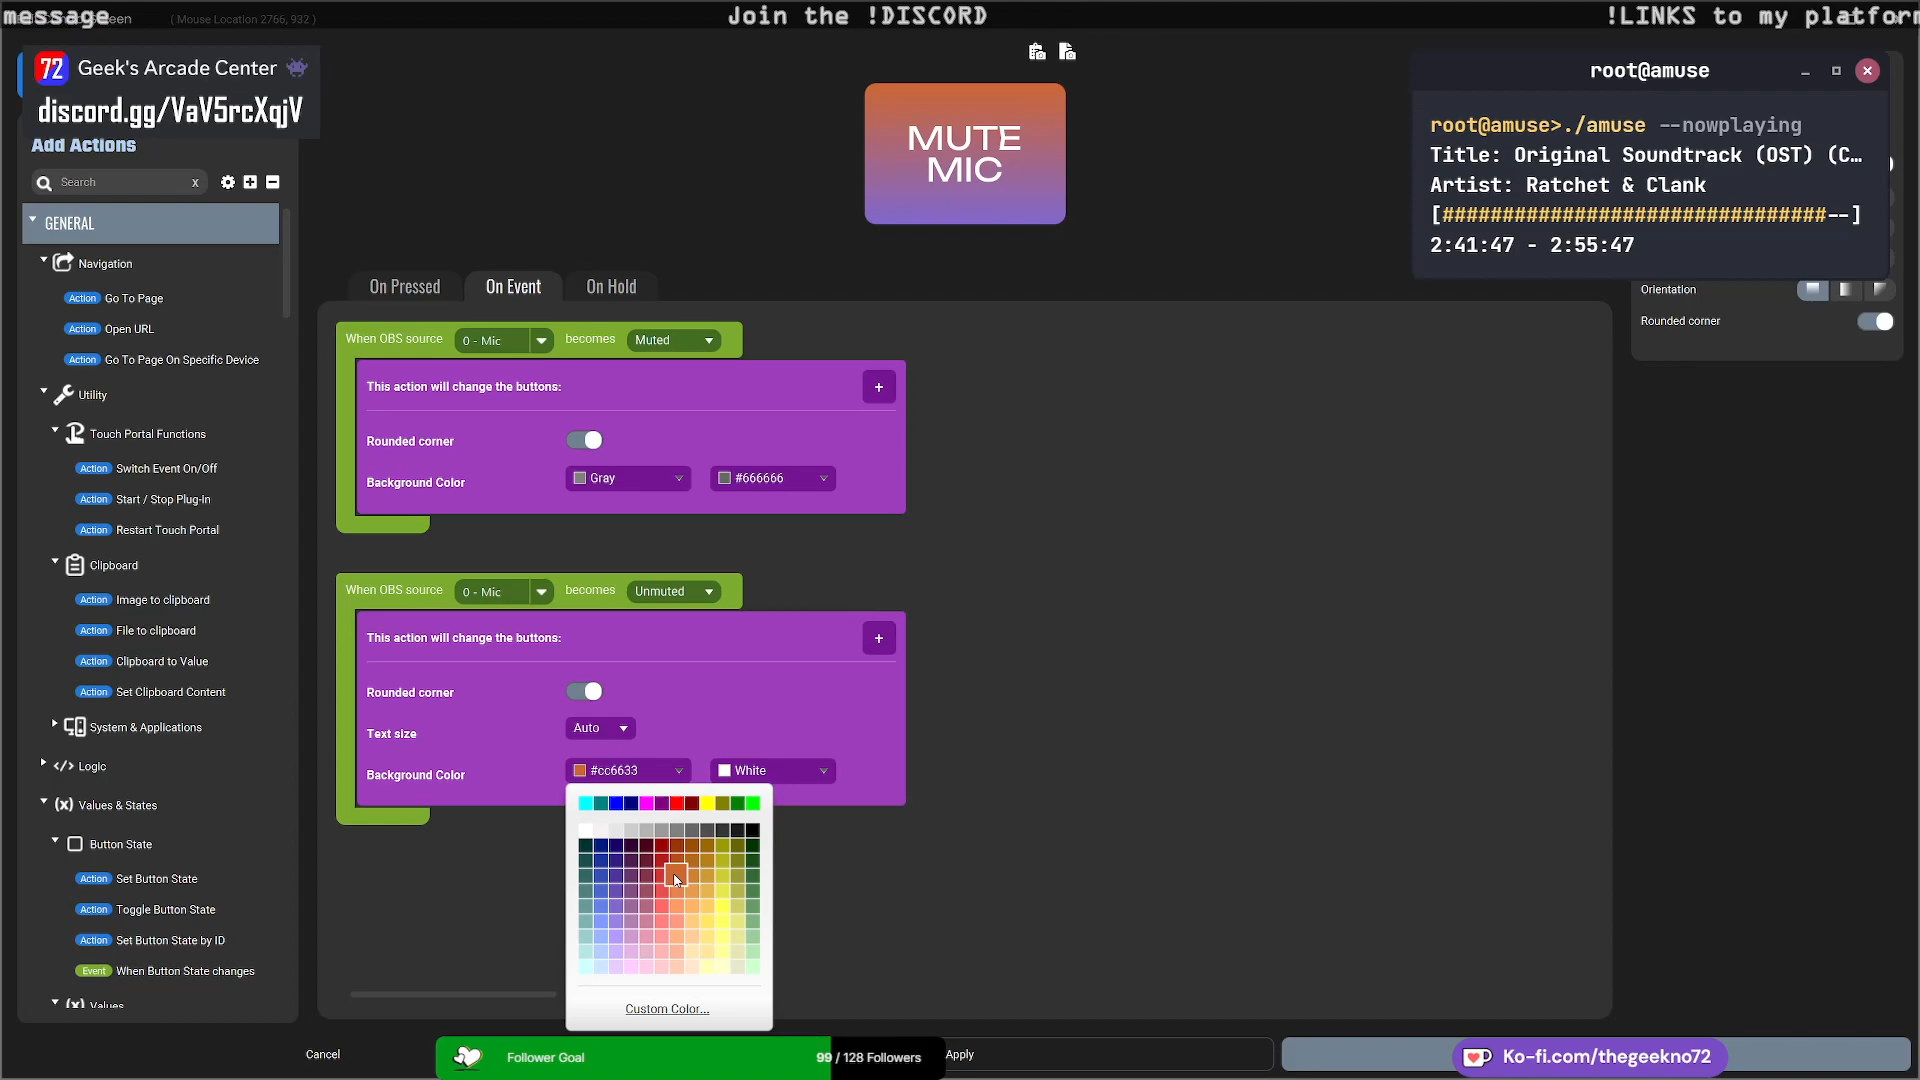 message
Join the !DISCORD
!LINKS to my platform
( Mouse Location 2766, 932 )
72 Geek's Arcade Center
discord.gg/VaV5rcXqjV
Add Actions
Search
x
GENERAL
Navigation
Action Go To Page
Action Open URL
Action Go To Page On Specific Device
Utility
Touch Portal Functions
Action Switch Event On/Off
Action Start / Stop Plug-In
Action Restart Touch Portal
Clipboard
Action Image to clipboard
Action File to clipboard
Action Clipboard to Value
Action Set Clipboard Content
System & Applications
Logic
(x) Values & States
Button State
Action Set Button State
Action Toggle Button State
Action Set Button State by ID
Event When Button State changes
(x) Values
MUTE
MIC
On Pressed
On Event
On Hold
When OBS source 0 - Mic becomes Muted
This action will change the buttons:
+
Rounded corner
Background Color Gray #666666
When OBS source 0 - Mic becomes Unmuted
This action will change the buttons:
+
Rounded corner
Text size Auto
Background Color #cc6633 White
Custom Color...
root@amuse
root@amuse>./amuse --nowplaying
Title: Original Soundtrack (OST) (C…
Artist: Ratchet & Clank
[################################--]
2:41:47 - 2:55:47
Orientation
Rounded corner
Cancel
Follower Goal
99 / 128 Followers
Apply
Ko-fi.com/thegeekno72